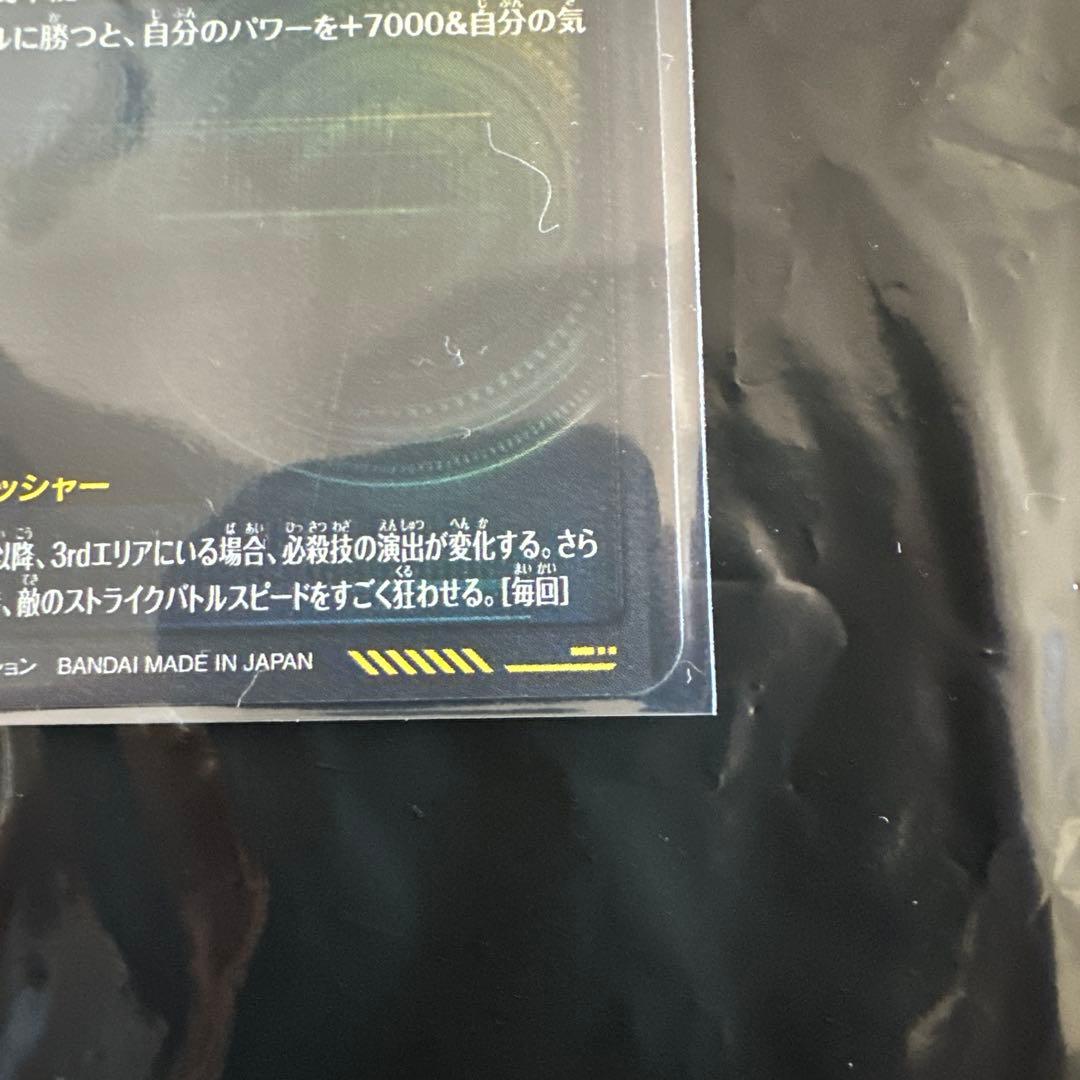 ルに勝つと、自分のパワーを+7000&自分の気
ッシャー
以降、3rdエリアにいる場合、必殺技の演出が変化する。さら
、敵のストライクバトルスピードをすごく狂わせる。[毎回]
ション BANDAI MADE IN JAPAN